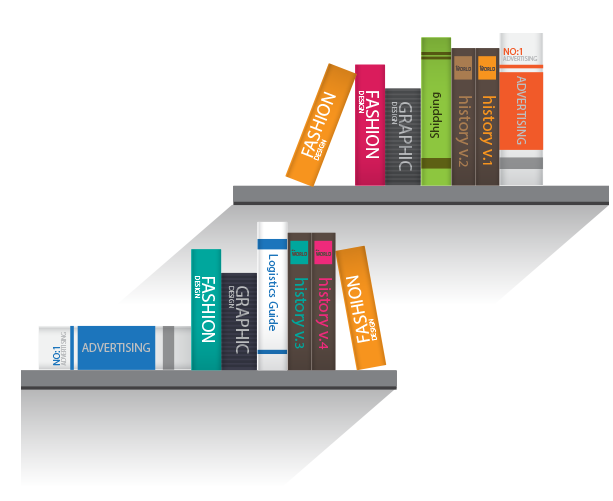 FASHION
DESIGN
FASHION
DESIGN
GRAPHIC
DESIGN
Shipping
WORLD
history v.2
WORLD
history v.1
NO:1
ADVERTISING
ADVERTISING
NO:1
ADVERTISING
ADVERTISING
FASHION
DESIGN
GRAPHIC
DESIGN
Logistics Guide
WORLD
history v.3
WORLD
history v.4
FASHION
DESIGN